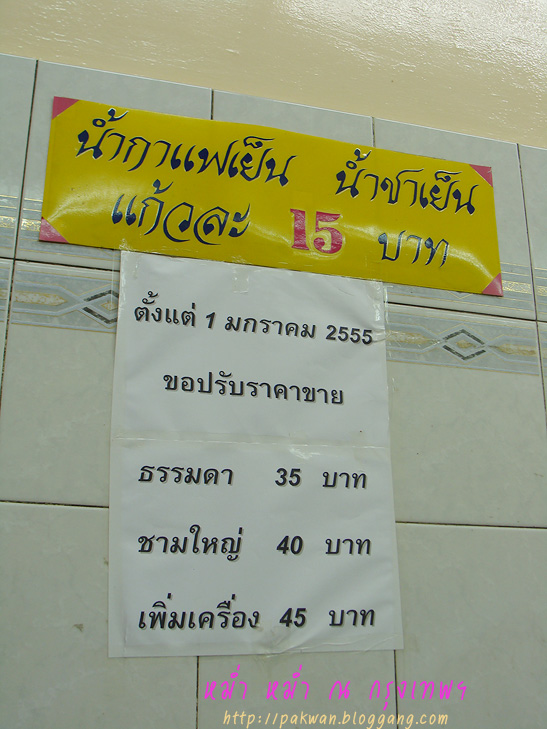 น้ำกาแฟเย็น น้ำชาเย็น
แก้วละ 15 บาท
ตั้งแต่ 1 มกราคม 2555
ขอปรับราคาขาย
ธรรมดา 35 บาท
ชามใหญ่ 40 บาท
เพิ่มเครื่อง 45 บาท
หม่ำ หม่ำ ณ กรุงเทพฯ
http://pakwan.bloggang.com